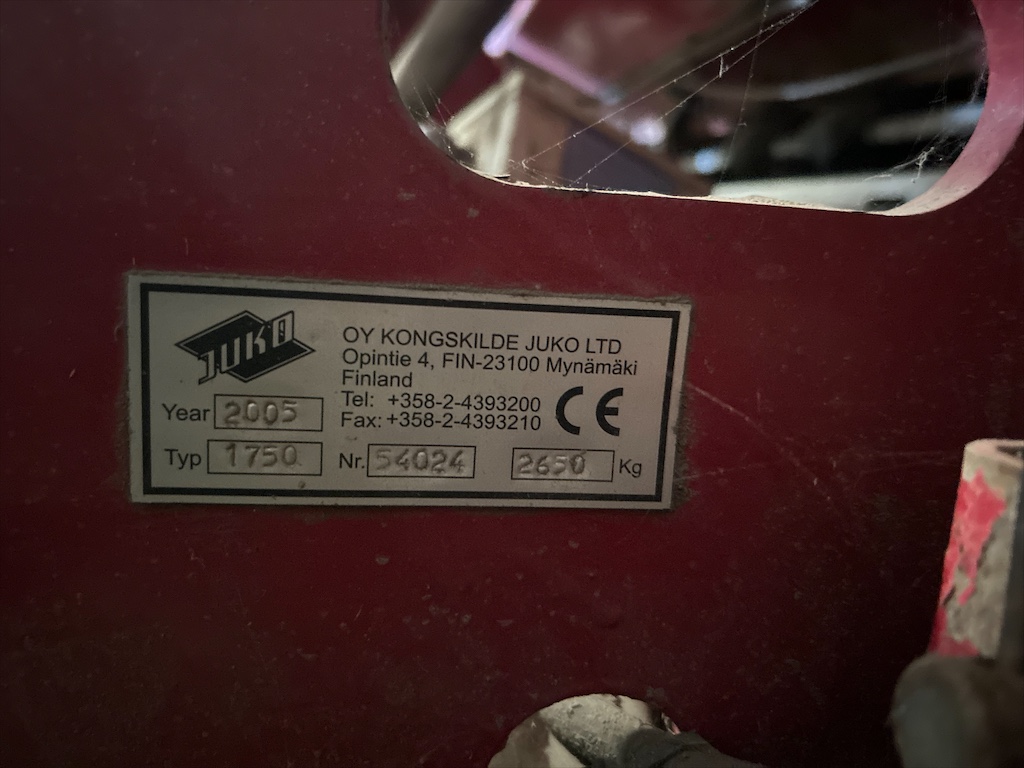 JUKO
OY KONGSKILDE JUKO LTD
Opintie 4, FIN-23100 Mynämäki
Finland
Tel: +358-2-4393200
Fax: +358-2-4393210
CE
Year 2005
Typ 1750 Nr. 54024 2650 Kg